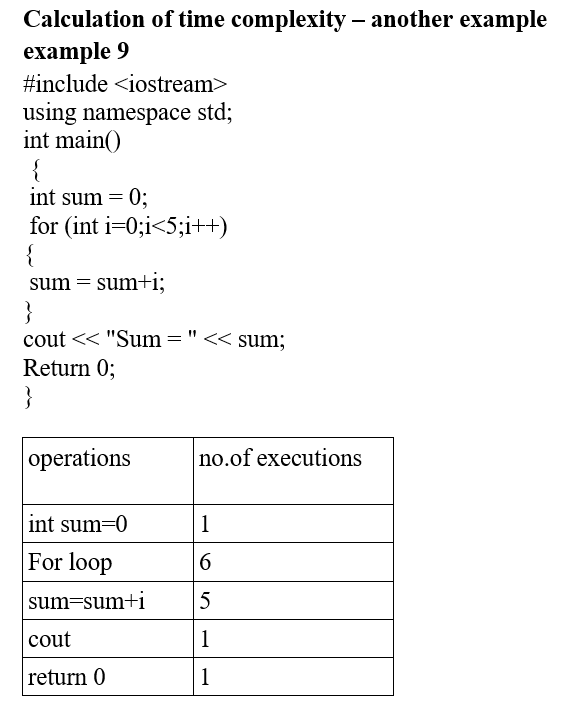 Calculation of time complexity – another example
example 9
#include <iostream>
using namespace std;
int main()
{
int sum = 0;
for (int i=0;i<5;i++)
{
sum = sum+i;
}
cout << "Sum = " << sum;
Return 0;
}
operations no.of executions
int sum=0 1
For loop 6
sum=sum+i 5
cout 1
return 0 1